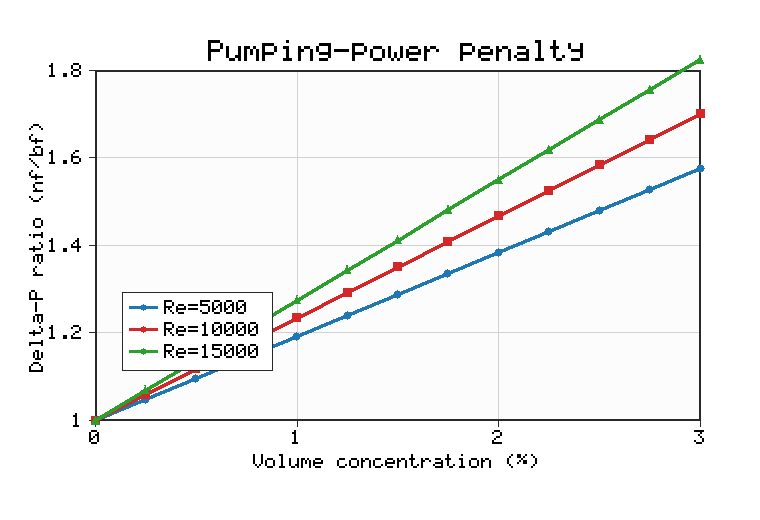 Pumping-power penalty
Delta-P ratio (nf/bf)
1.8
1.6
1.4
1.2
1
Re=5000
Re=10000
Re=15000
0 1 2 3
Volume concentration (%)